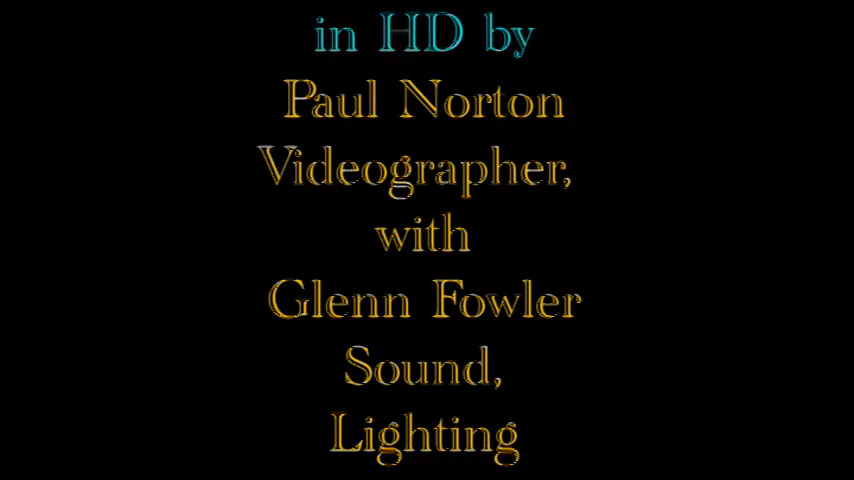 in HD by
Paul Norton
Videographer,
with
Glenn Fowler
Sound,
Lighting